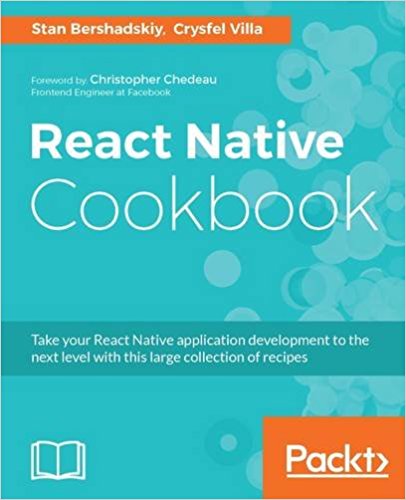 Stan Bershadskiy, Crysfel Villa
Foreword by: Christopher Chedeau
Frontend Engineer at Facebook
React Native
Cookbook
Take your React Native application development to the
next level with this large collection of recipes
Packt>